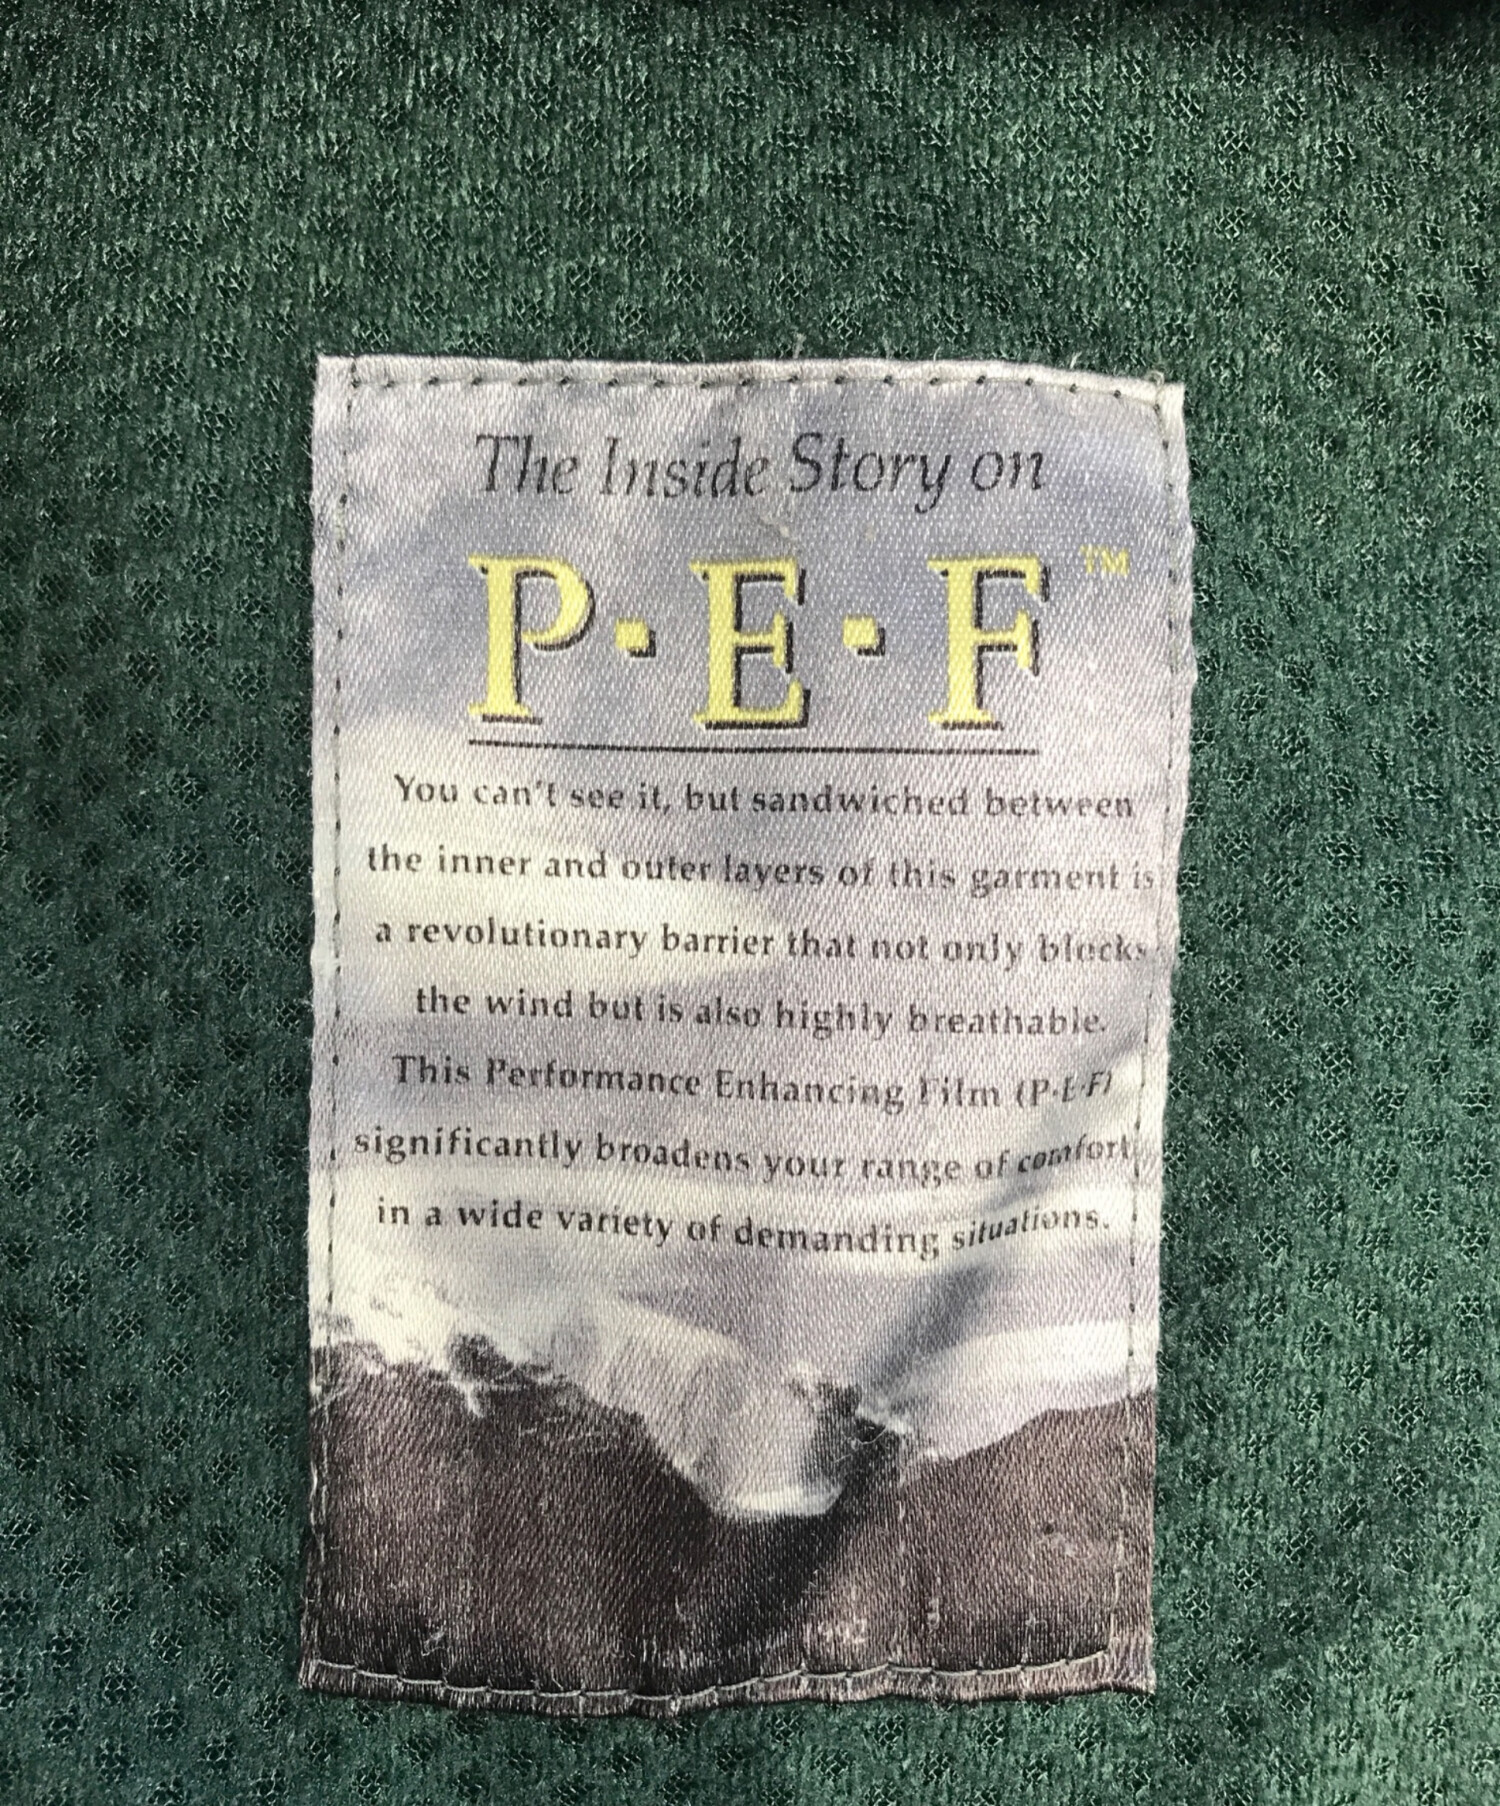 The Inside Story on
P·E·F™
You can't see it, but sandwiched between
the inner and outer layers of this garment is
a revolutionary barrier that not only blocks
the wind but is also highly breathable.
This Performance Enhancing Film (P·E·F)
significantly broadens your range of comfort
in a wide variety of demanding situations.